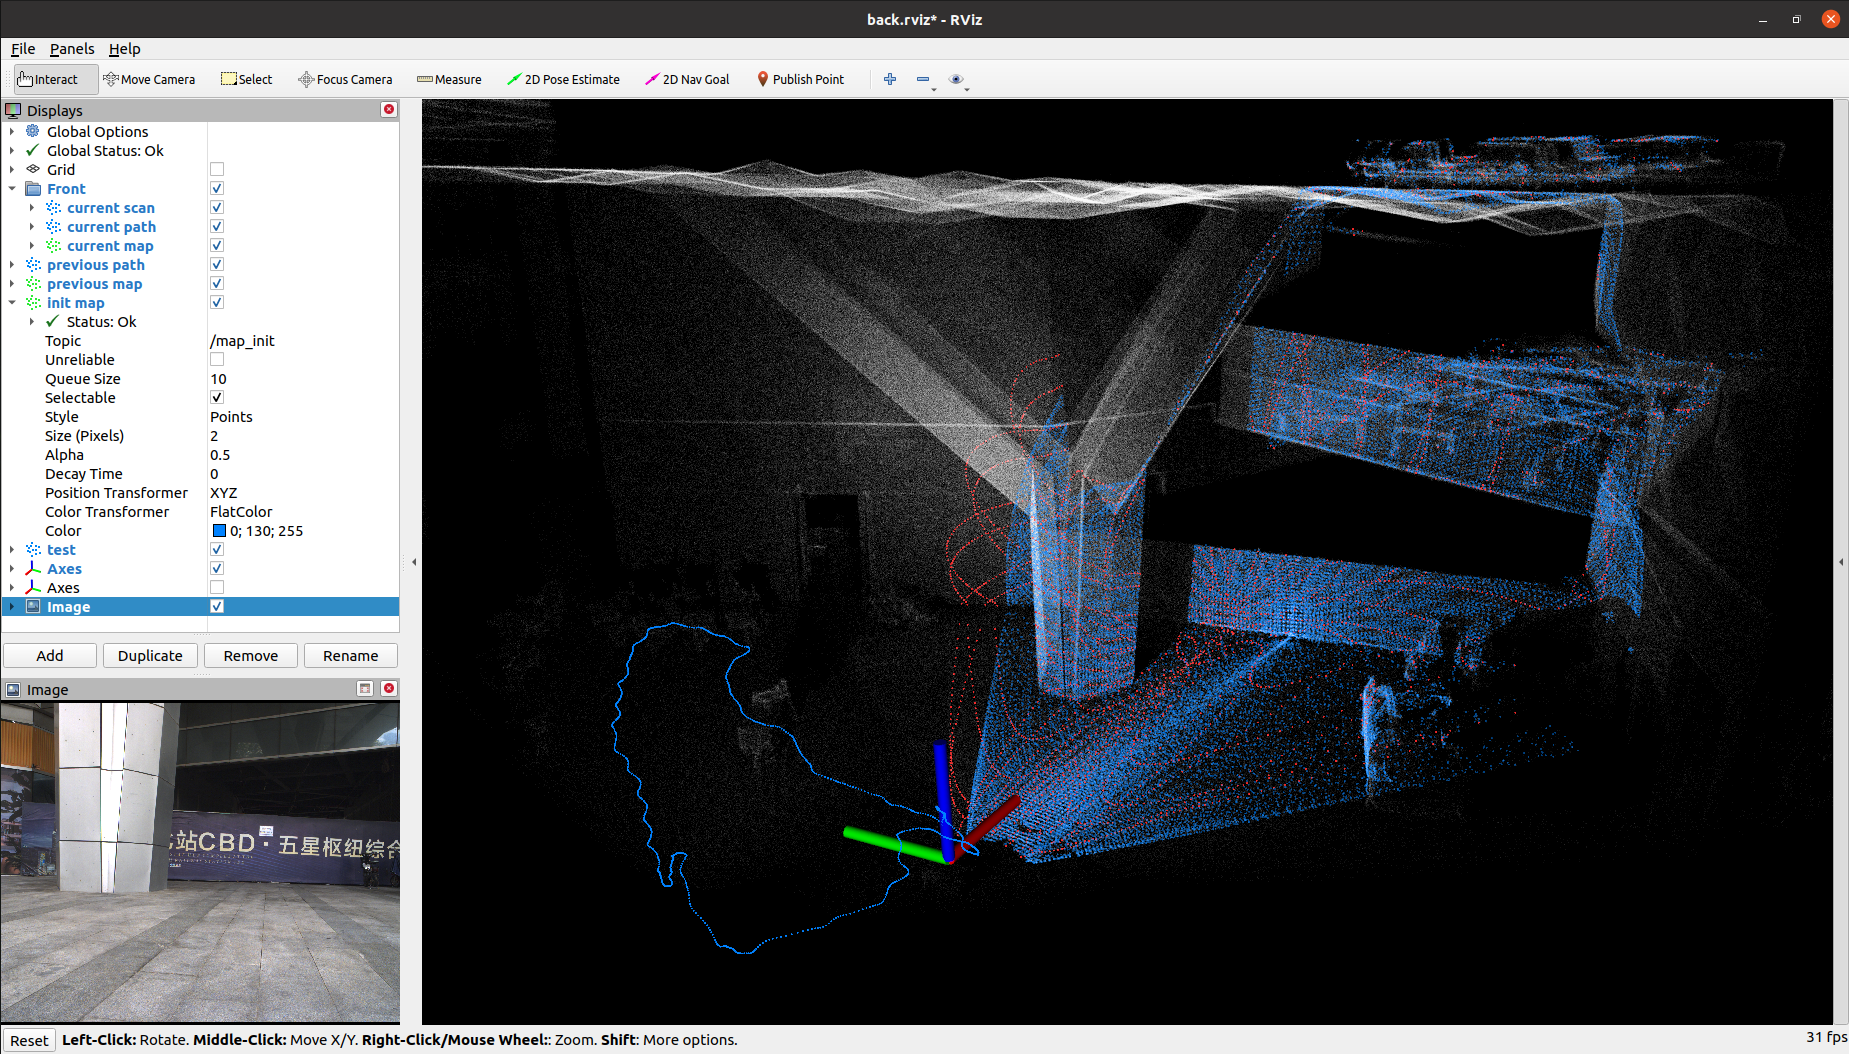 back.rviz* - RViz
File Panels Help
Interact Move Camera Select Focus Camera Measure 2D Pose Estimate 2D Nav Goal Publish Point
Displays
Global Options
Global Status: Ok
Grid
Front
current scan
current path
current map
previous path
previous map
init map
Status: Ok
Topic /map_init
Unreliable
Queue Size 10
Selectable
Style Points
Size (Pixels) 2
Alpha 0.5
Decay Time 0
Position Transformer XYZ
Color Transformer FlatColor
Color 0; 130; 255
test
Axes
Axes
Image
Add Duplicate Remove Rename
Image
站CBD·五星枢纽综合
Reset Left-Click: Rotate. Middle-Click: Move X/Y. Right-Click/Mouse Wheel:: Zoom. Shift: More options. 31 fps